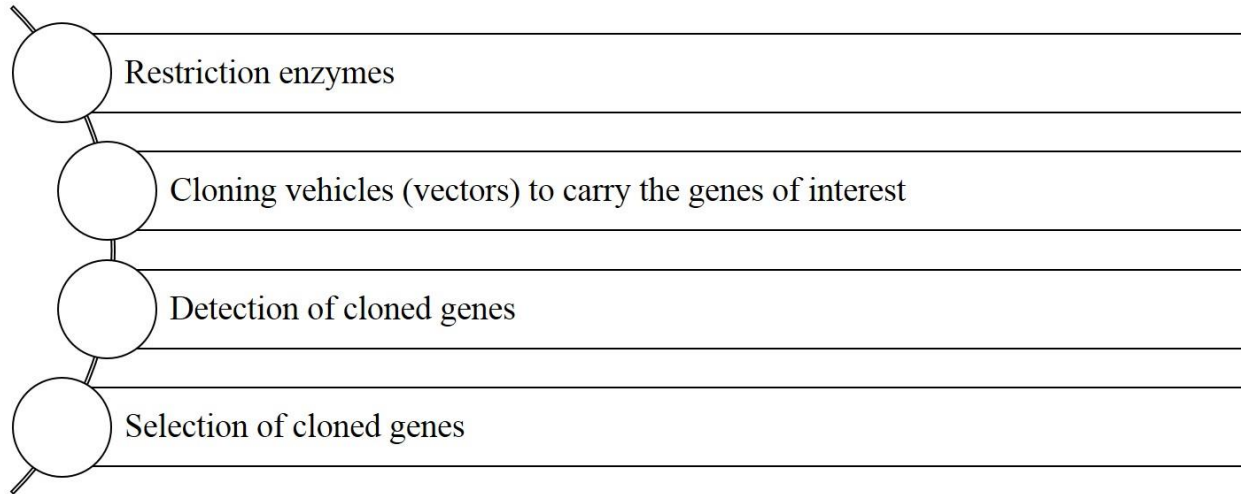 Restriction enzymes
Cloning vehicles (vectors) to carry the genes of interest
Detection of cloned genes
Selection of cloned genes